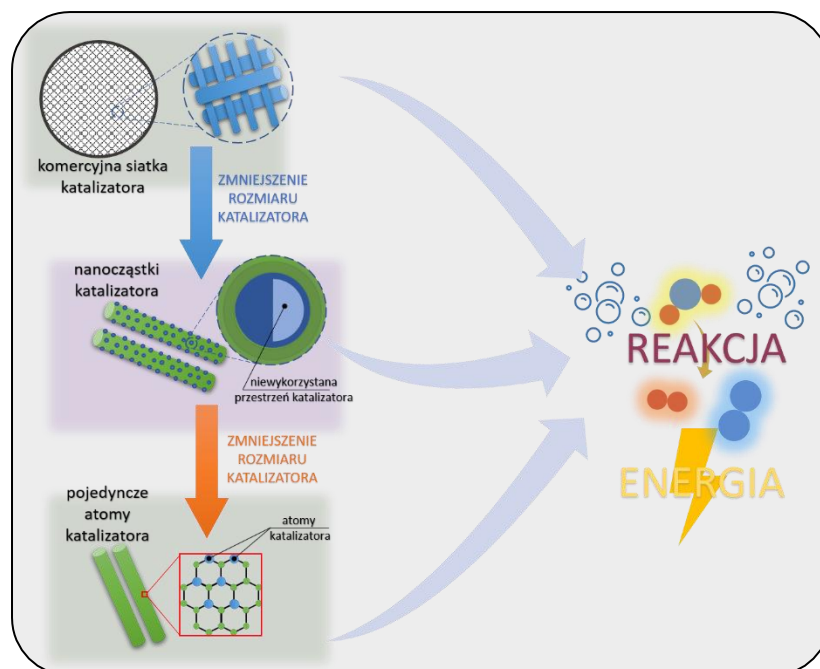 komercyjna siatka
katalizatora
ZMNIEJSZENIE
ROZMIARU
KATALIZATORA
nanocząstki
katalizatora
niewykorzystana
przestrzeń katalizatora
ZMNIEJSZENIE
ROZMIARU
KATALIZATORA
pojedyncze
atomy
katalizatora
atomy
katalizatora
REAKCJA
ENERGIA